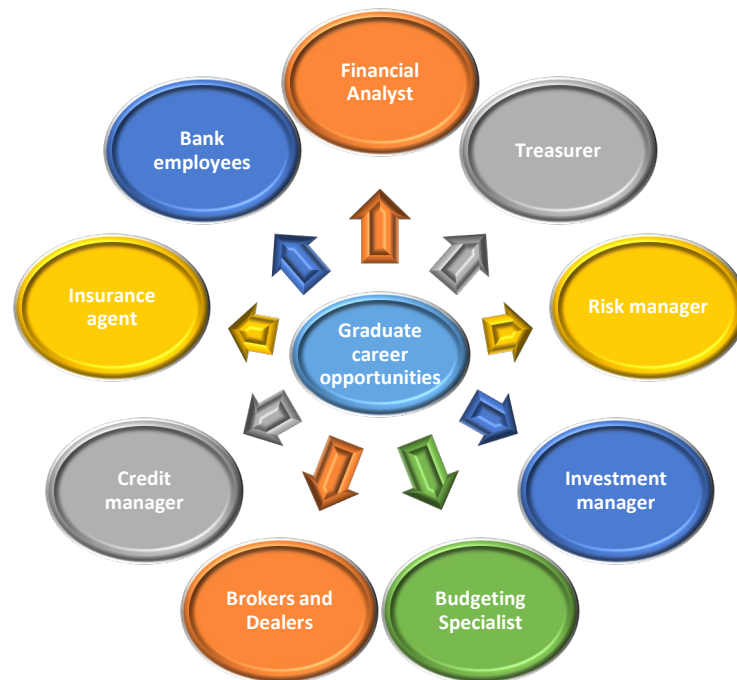 Financial
Analyst
Treasurer
Risk manager
Investment
manager
Budgeting
Specialist
Brokers and
Dealers
Credit
manager
Insurance
agent
Bank
employees
Graduate
career
opportunities